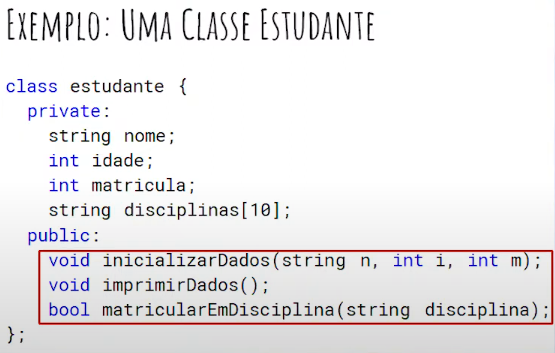 Exemplo: Uma Classe Estudante
class estudante {
private:
string nome;
int idade;
int matricula;
string disciplinas[10];
public:
void inicializarDados(string n, int i, int m);
void imprimirDados();
bool matricularEmDisciplina(string disciplina);
};